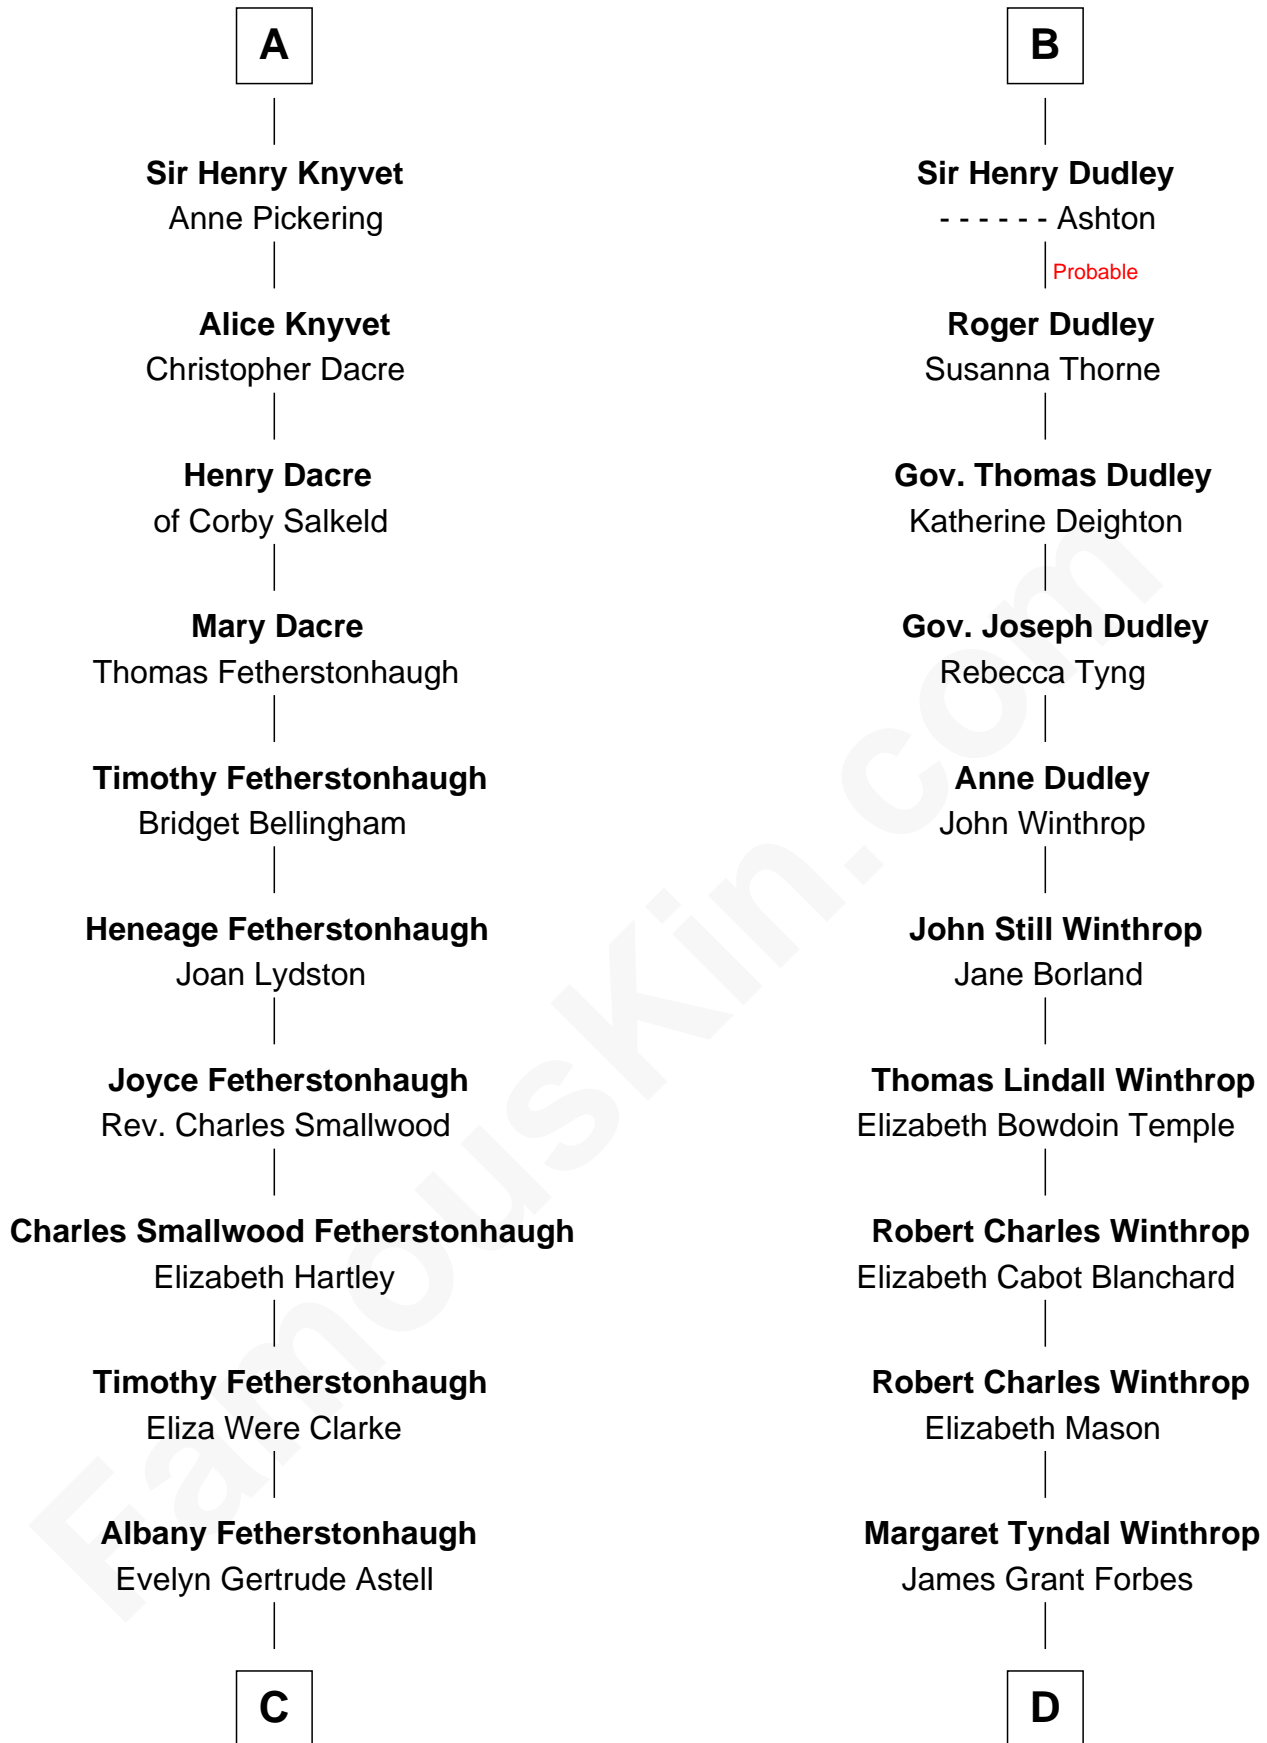 A
Sir Henry Knyvet
Anne Pickering
Alice Knyvet
Christopher Dacre
Henry Dacre
of Corby Salkeld
Mary Dacre
Thomas Fetherstonhaugh
Timothy Fetherstonhaugh
Bridget Bellingham
Heneage Fetherstonhaugh
Joan Lydston
Joyce Fetherstonhaugh
Rev. Charles Smallwood
Charles Smallwood Fetherstonhaugh
Elizabeth Hartley
Timothy Fetherstonhaugh
Eliza Were Clarke
Albany Fetherstonhaugh
Evelyn Gertrude Astell
C
B
Sir Henry Dudley
- - - - - - Ashton
Probable
Roger Dudley
Susanna Thorne
Gov. Thomas Dudley
Katherine Deighton
Gov. Joseph Dudley
Rebecca Tyng
Anne Dudley
John Winthrop
John Still Winthrop
Jane Borland
Thomas Lindall Winthrop
Elizabeth Bowdoin Temple
Robert Charles Winthrop
Elizabeth Cabot Blanchard
Robert Charles Winthrop
Elizabeth Mason
Margaret Tyndal Winthrop
James Grant Forbes
D
FamousKin.com